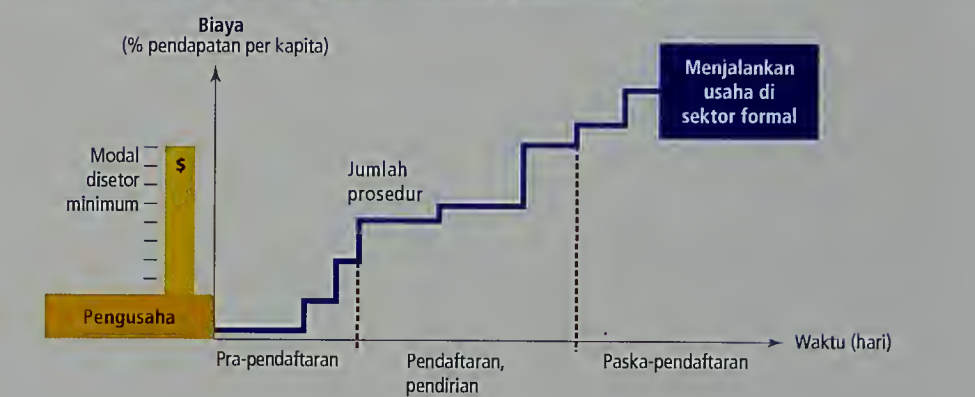 Biaya
(% pendapatan per kapita)
Menjalankan
usaha di
sektor formal
Modal
disetor
minimum
$
Jumlah
prosedur
Pengusaha
Waktu (hari)
Pra-pendaftaran
Pendaftaran,
pendirian
Paska-pendaftaran